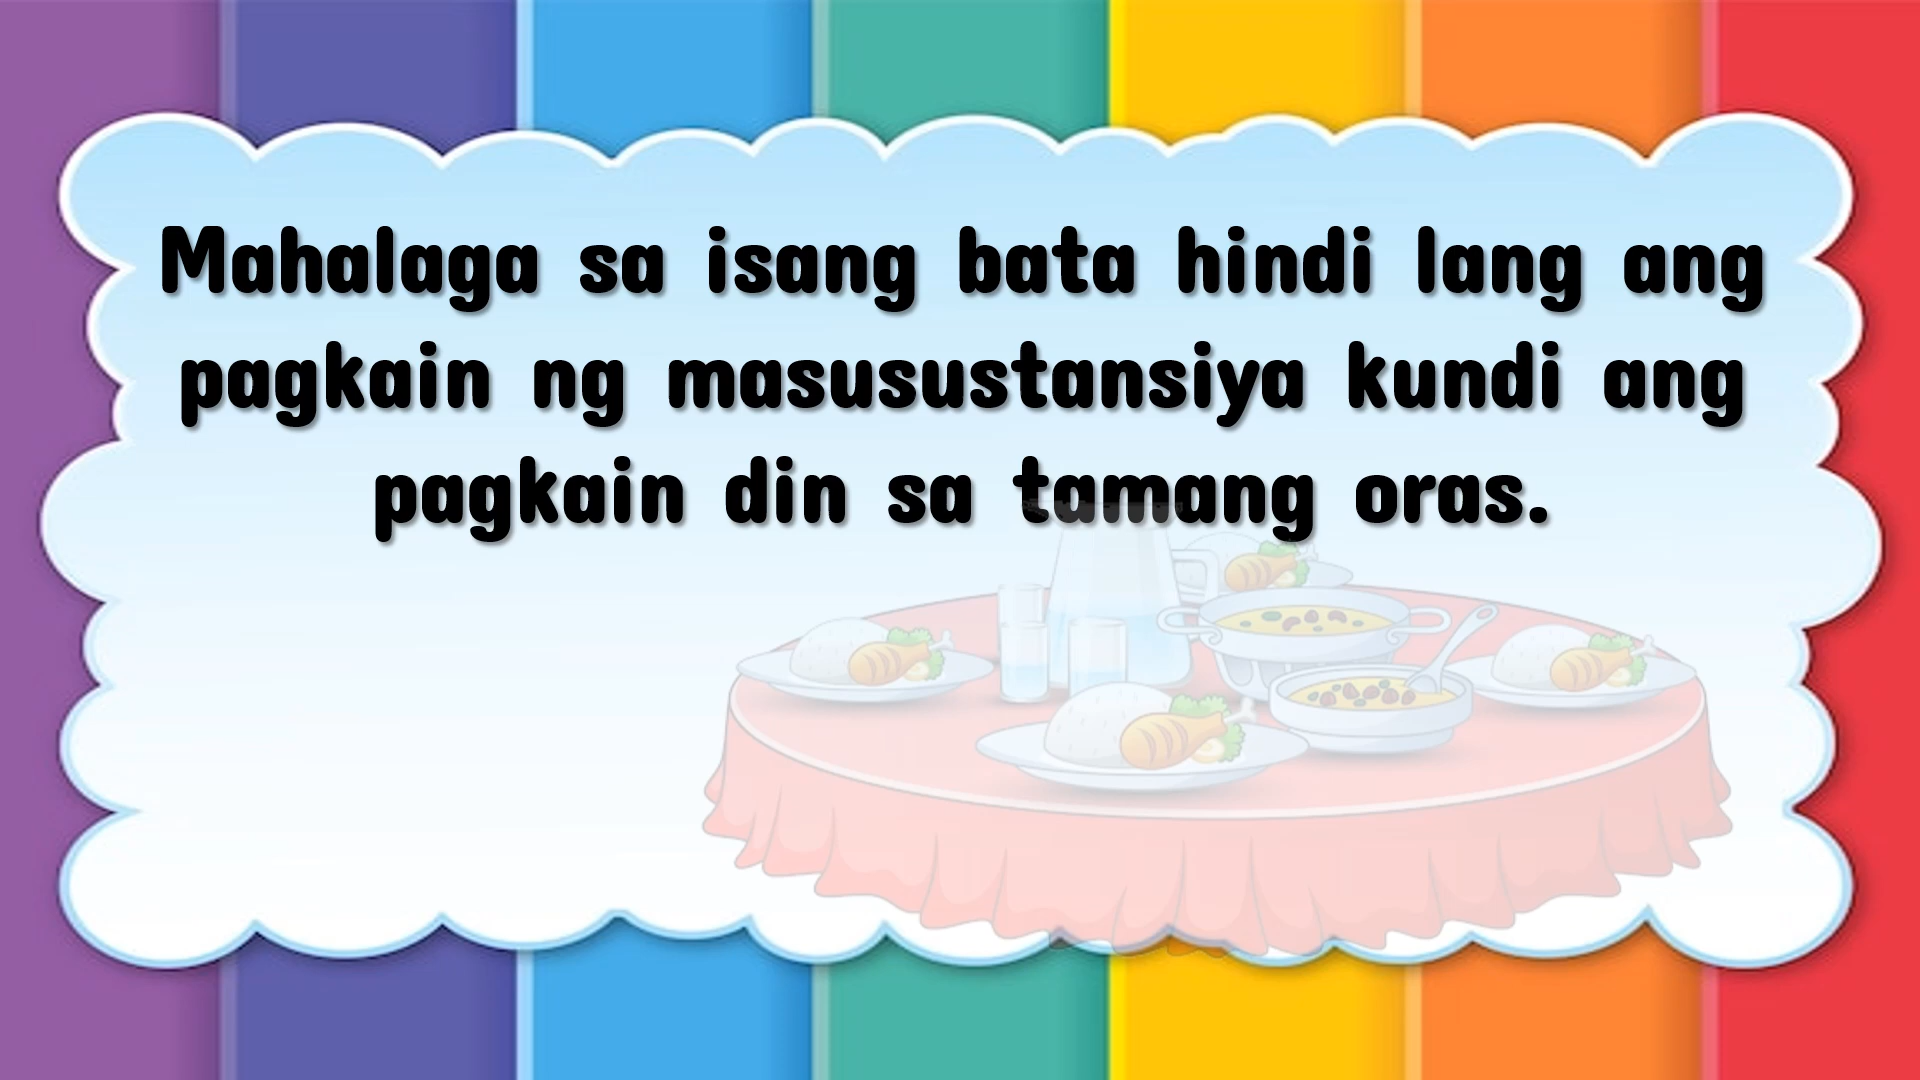 Mahalaga sa isang bata hindi lang ang
pagkain ng masusustansiya kundi ang
pagkain din sa tamang oras.